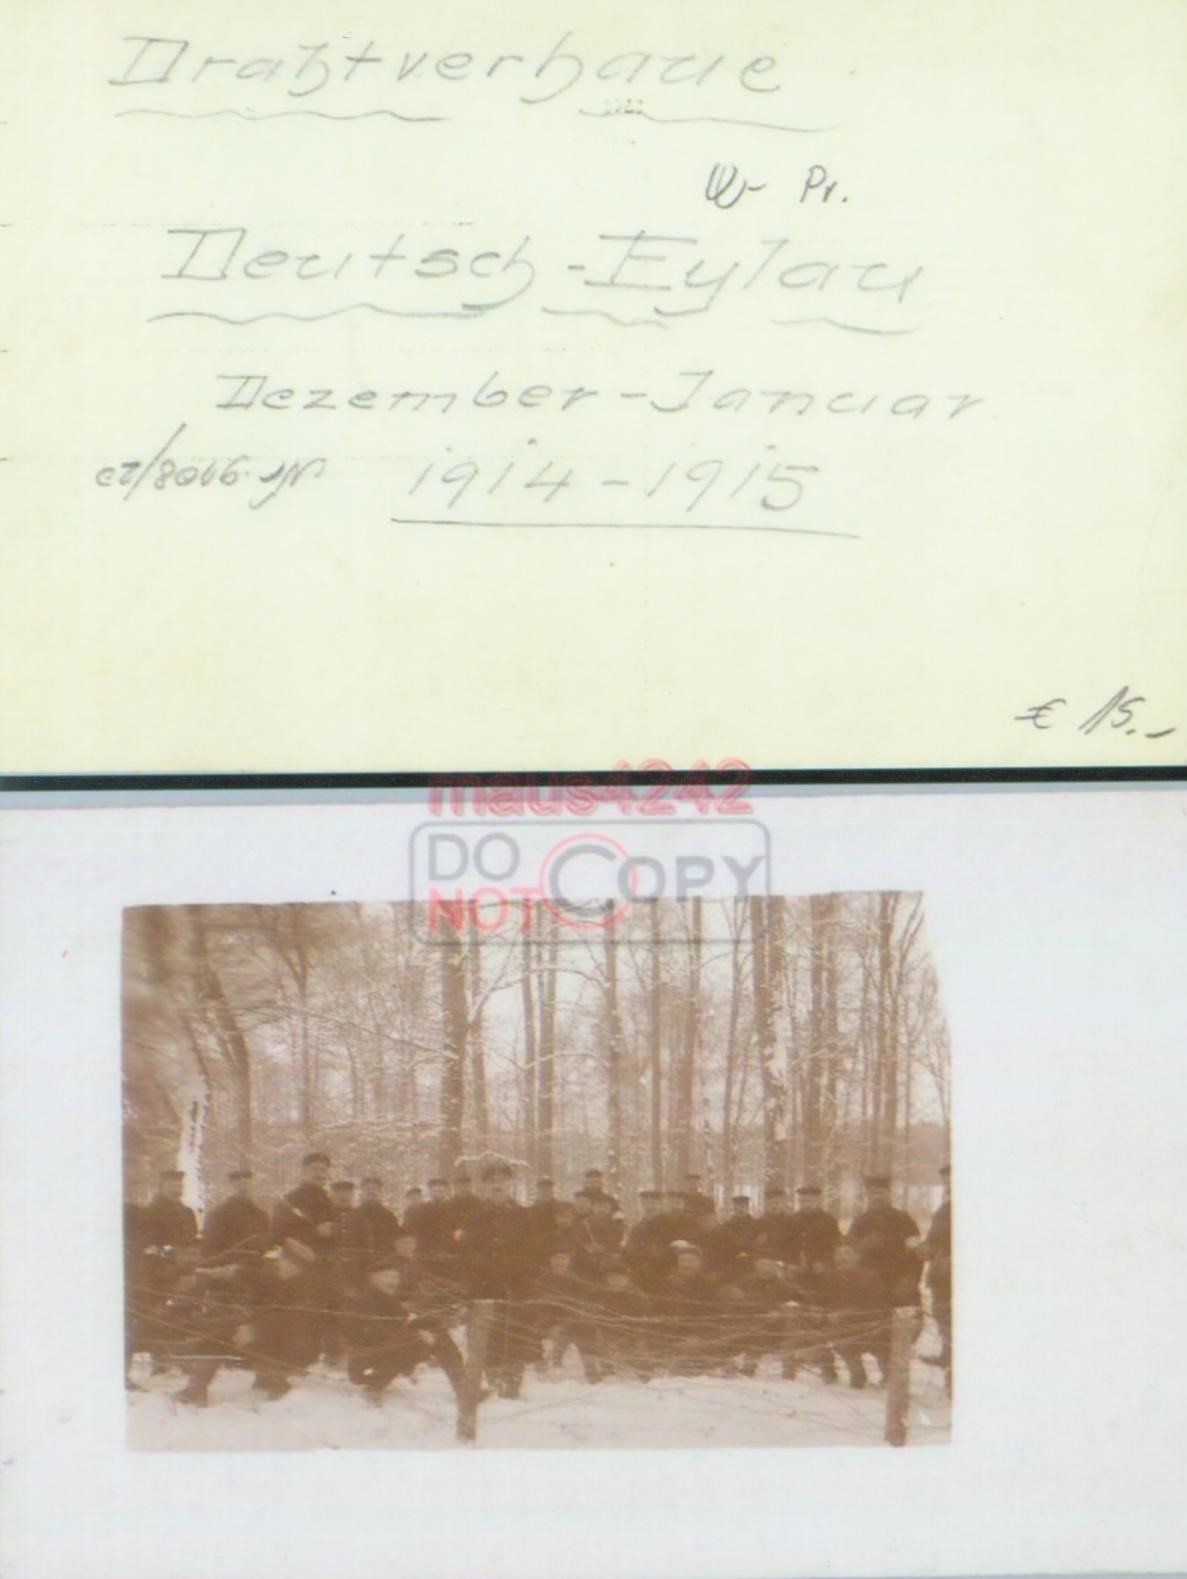 Drahtverhaue
W- Pr.
Deutsch-Eylau
Dezember-Januar
1914-1915
€ 15.-
maus4242
DO NOT COPY